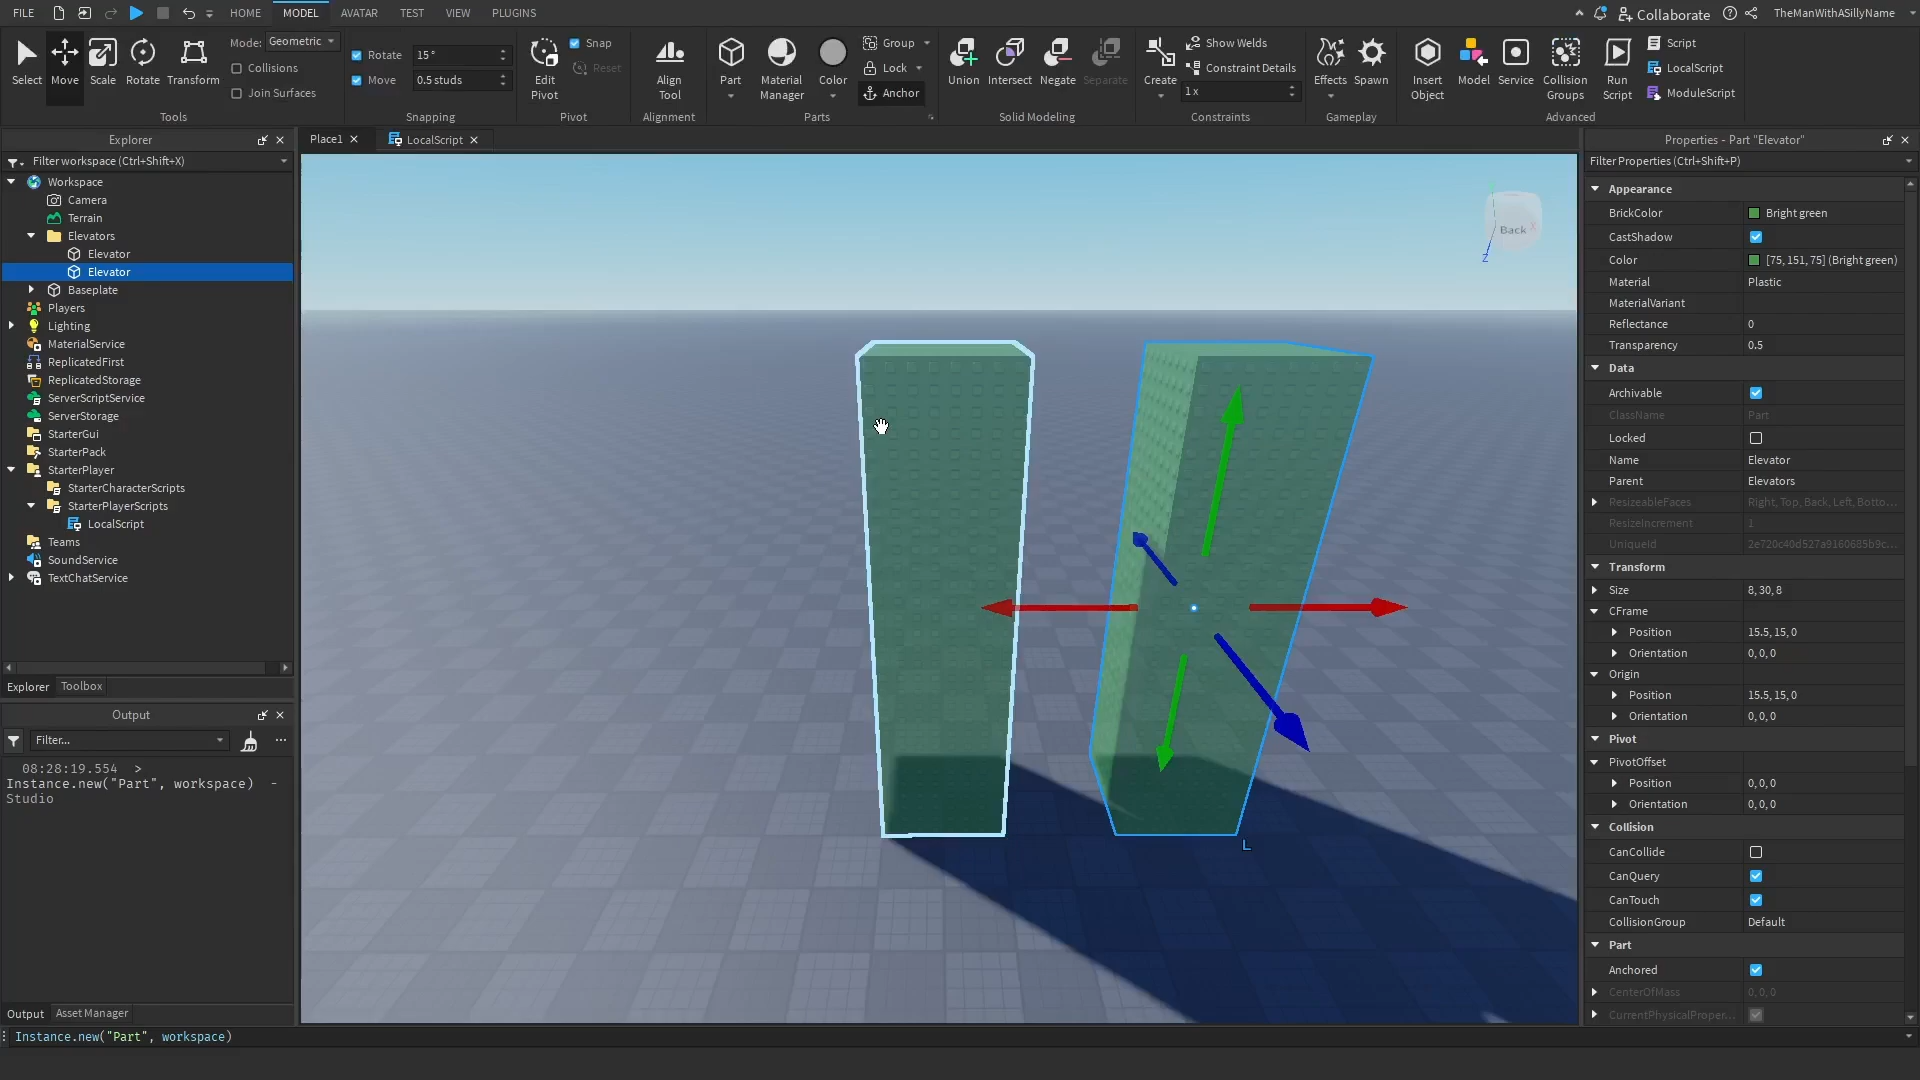 FILE HOME MODEL AVATAR TEST VIEW PLUGINS Collaborate TheManWithASillyName
Select Move Scale Rotate Transform
Mode: Geometric
Collisions
Join Surfaces
Tools
Rotate 15°
Move 0.5 studs
Snapping
Edit Pivot
Snap
Reset
Pivot
Align Tool
Alignment
Part
Material Manager
Color
Group
Lock
Anchor
Parts
Union Intersect Negate Separate
Solid Modeling
Create
Show Welds
Constraint Details
1x
Constraints
Effects Spawn
Gameplay
Insert Object
Model
Service
Collision Groups
Run Script
Script
LocalScript
ModuleScript
Advanced
Explorer
Filter workspace (Ctrl+Shift+X)
Workspace
Camera
Terrain
Elevators
Elevator
Elevator
Baseplate
Players
Lighting
MaterialService
ReplicatedFirst
ReplicatedStorage
ServerScriptService
ServerStorage
StarterGui
StarterPack
StarterPlayer
StarterCharacterScripts
StarterPlayerScripts
LocalScript
Teams
SoundService
TextChatService
Explorer Toolbox
Output
Filter... ...
08:28:19.554 >
Instance.new("Part", workspace) -
Studio
Output Asset Manager
Instance.new("Part", workspace)
Place1 LocalScript
Back
Z
L
Properties - Part "Elevator"
Filter Properties (Ctrl+Shift+P)
Appearance
BrickColor Bright green
CastShadow
Color [75, 151, 75] (Bright green)
Material Plastic
MaterialVariant
Reflectance 0
Transparency 0.5
Data
Archivable
ClassName Part
Locked
Name Elevator
Parent Elevators
ResizeableFaces Right, Top, Back, Left, Botto...
ResizeIncrement 1
UniqueId 2e720c40d527a9160685b9c...
Transform
Size 8, 30, 8
CFrame
Position 15.5, 15, 0
Orientation 0, 0, 0
Origin
Position 15.5, 15, 0
Orientation 0, 0, 0
Pivot
PivotOffset
Position 0, 0, 0
Orientation 0, 0, 0
Collision
CanCollide
CanQuery
CanTouch
CollisionGroup Default
Part
Anchored
CenterOfMass 0, 0, 0
CurrentPhysicalProper...